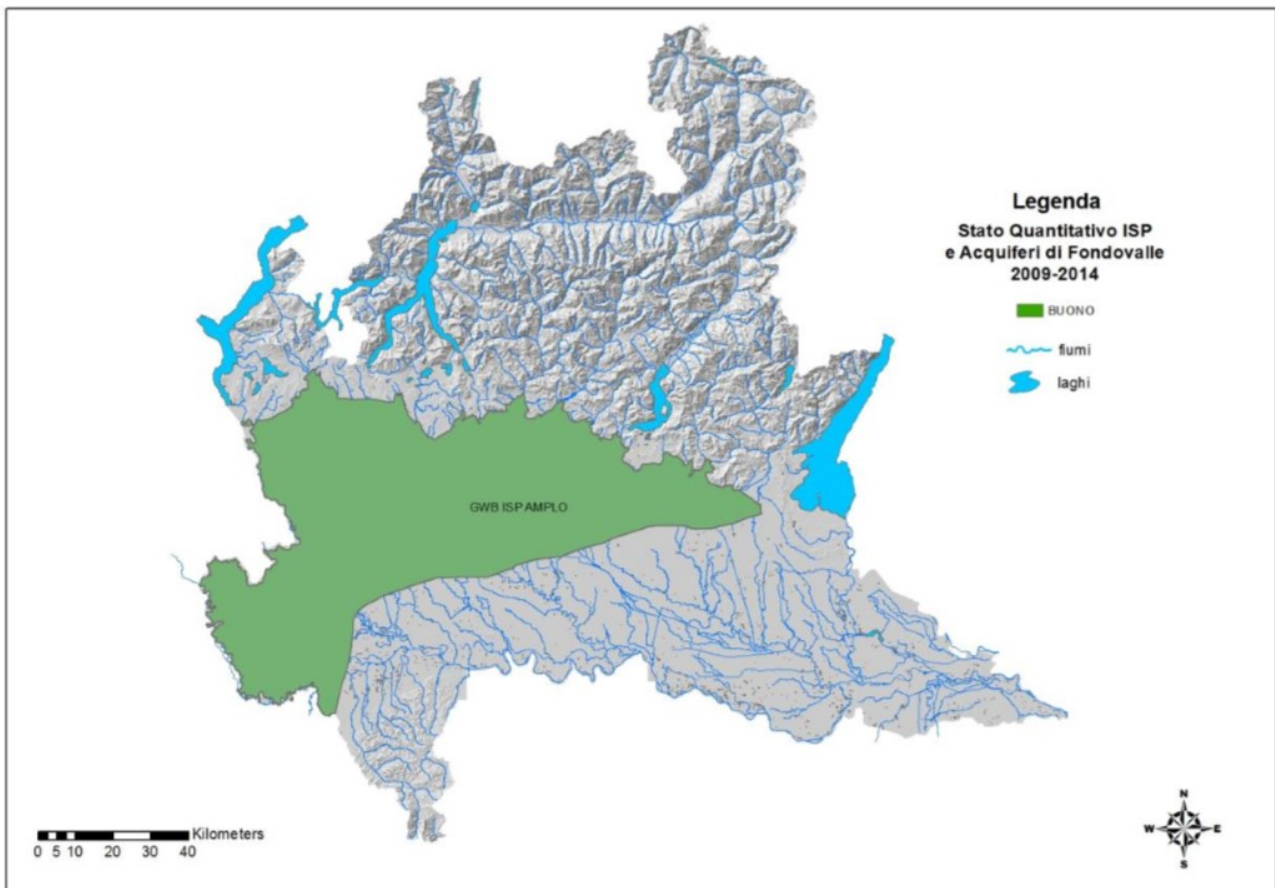 Legenda
Stato Quantitativo ISP
e Acquiferi di Fondovalle
2009-2014
BUONO
fiumi
laghi
GWB ISP AMPLO
Kilometers
0 5 10 20 30 40
N
W E
S